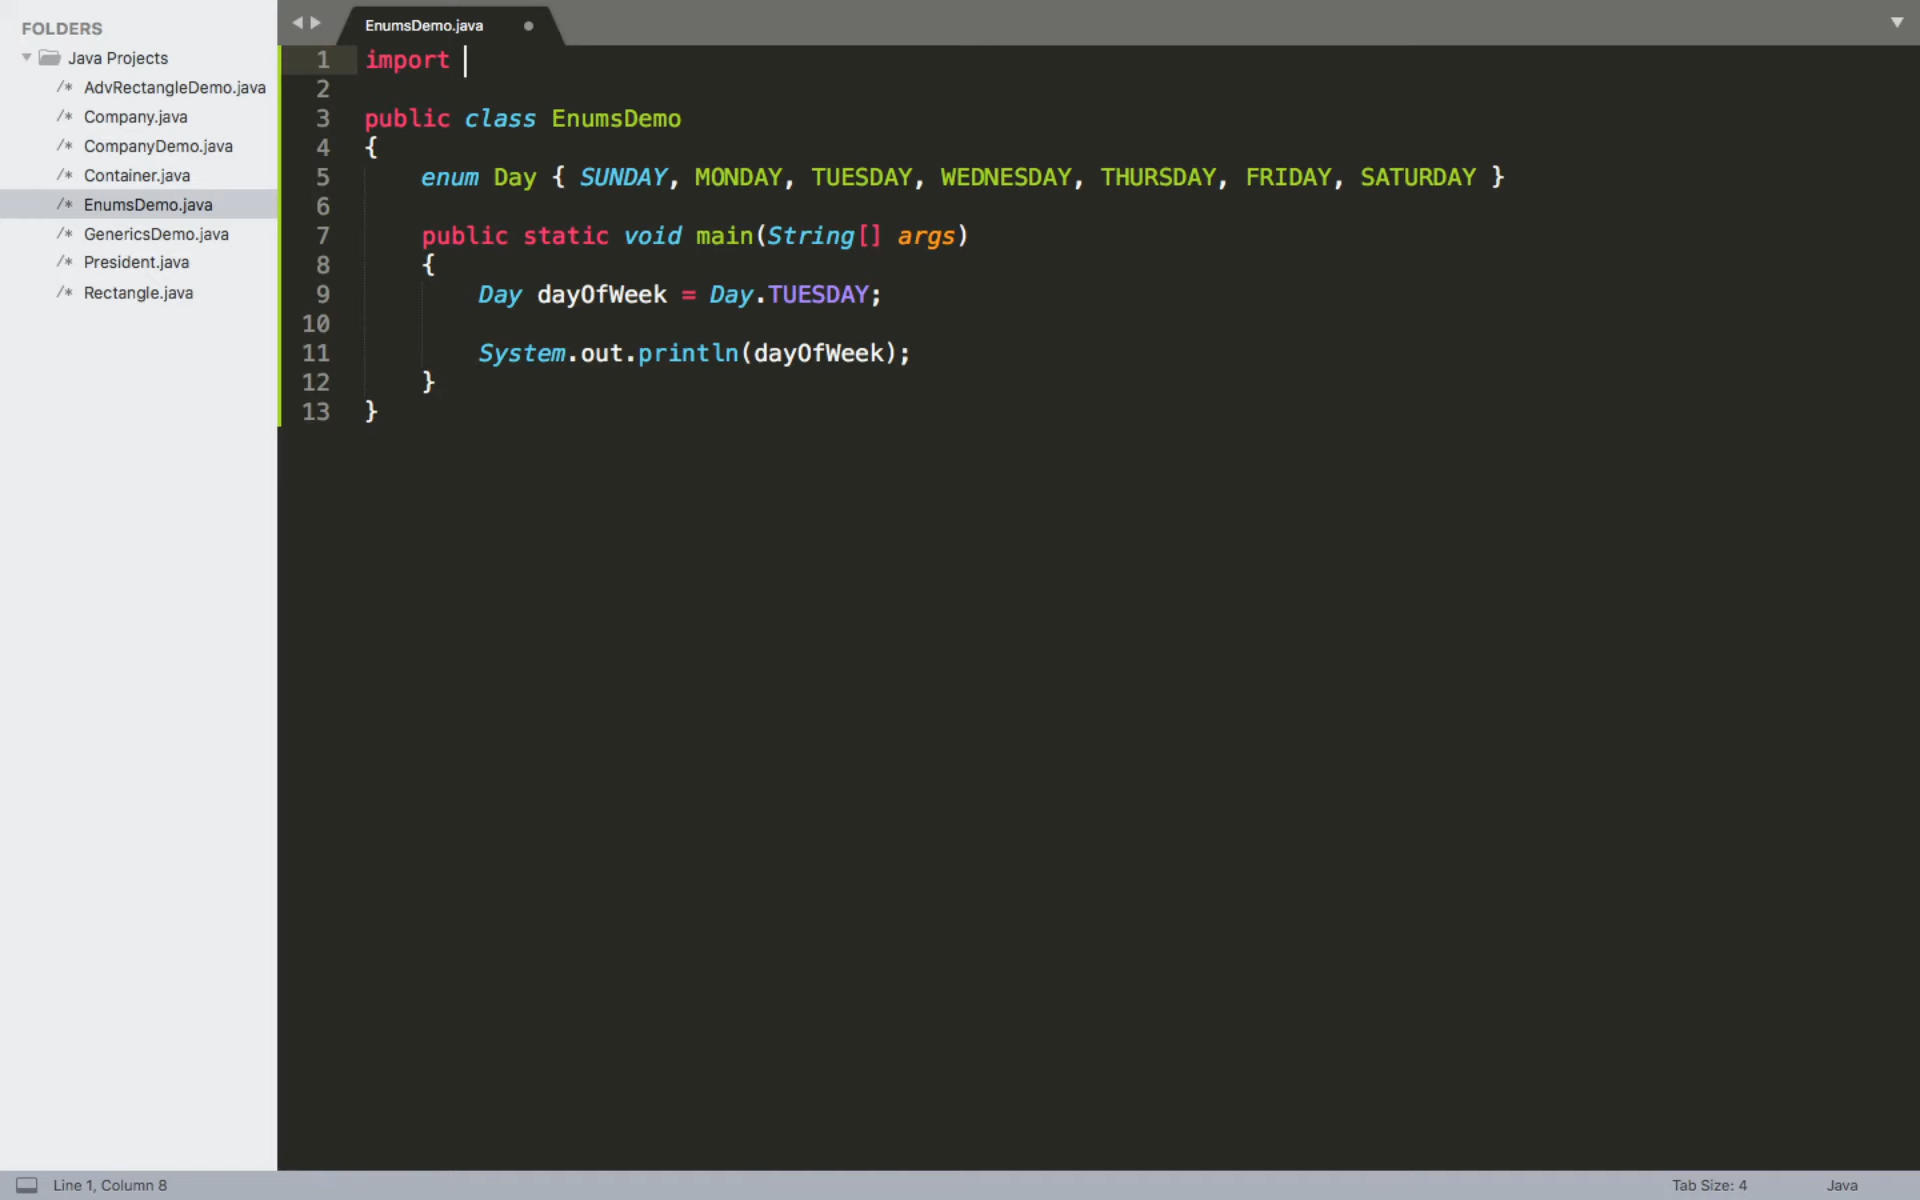 FOLDERS
Java Projects
/* AdvRectangleDemo.java
/* Company.java
/* CompanyDemo.java
/* Container.java
/* EnumsDemo.java
/* GenericsDemo.java
/* President.java
/* Rectangle.java
EnumsDemo.java
1 import
2
3 public class EnumsDemo
4 {
5 enum Day { SUNDAY, MONDAY, TUESDAY, WEDNESDAY, THURSDAY, FRIDAY, SATURDAY }
6
7 public static void main(String[] args)
8 {
9 Day dayOfWeek = Day.TUESDAY;
10
11 System.out.println(dayOfWeek);
12 }
13 }
Line 1, Column 8
Tab Size: 4
Java